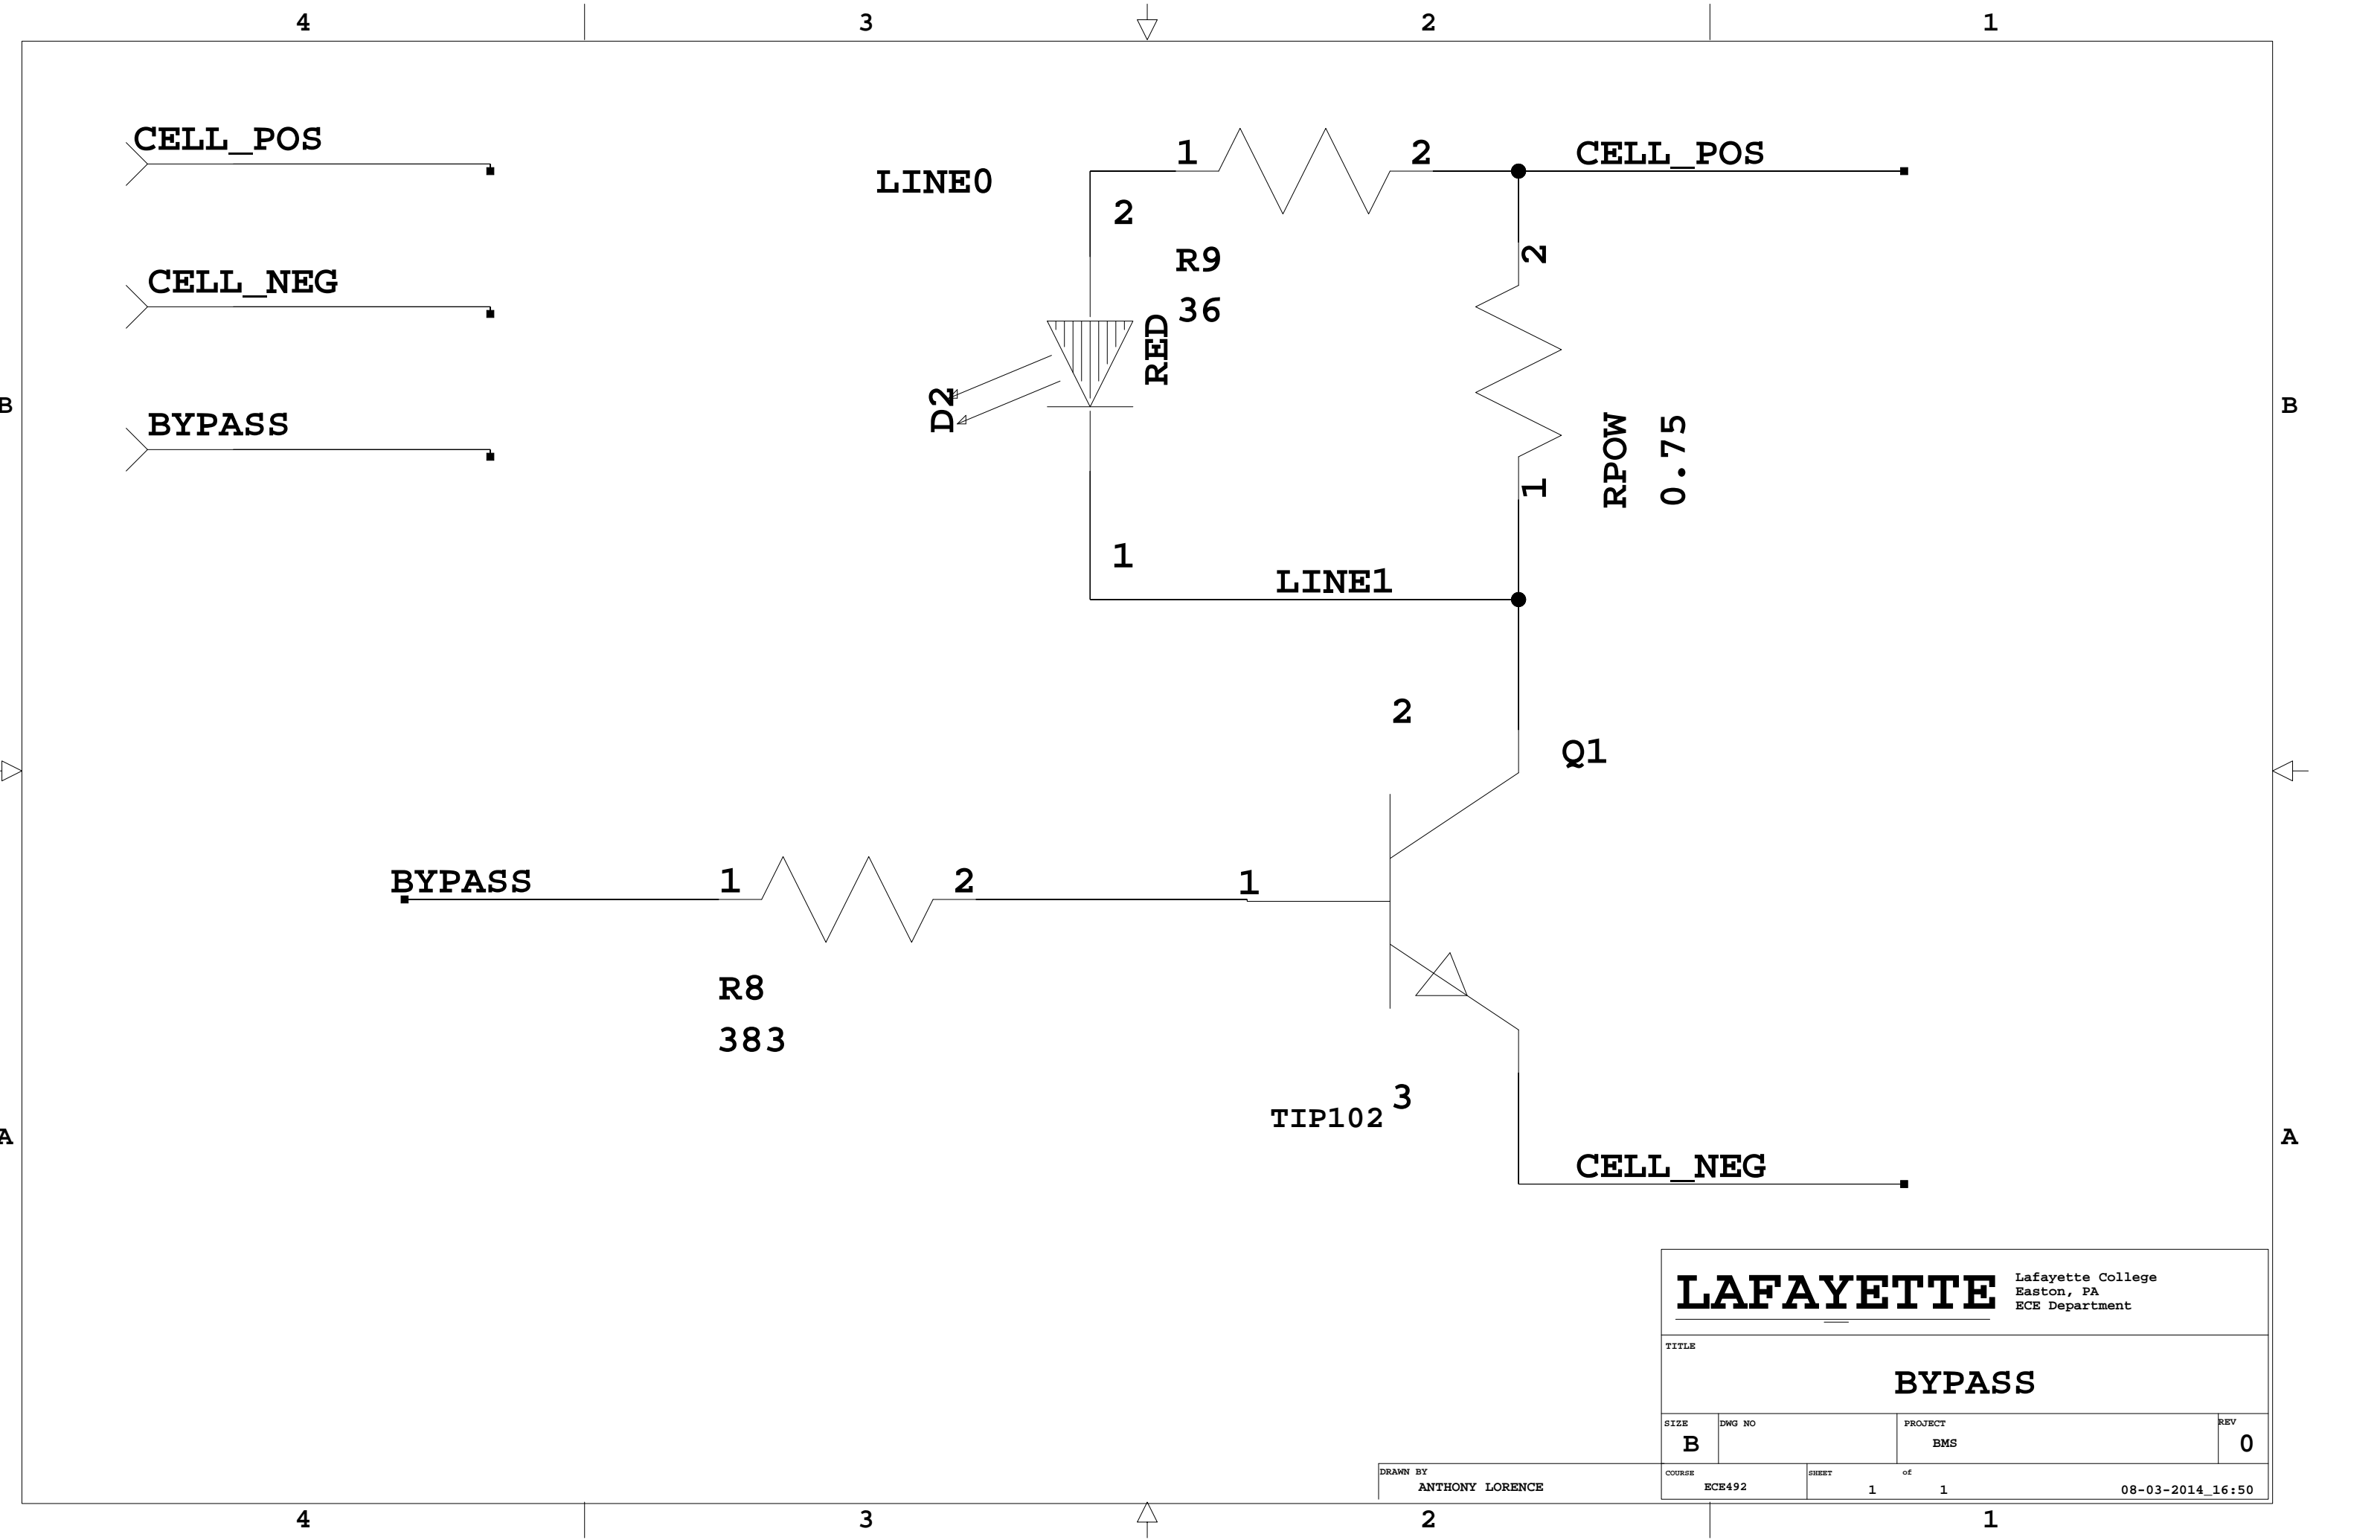 4 3 2 1
CELL_POS
CELL_NEG
BYPASS
LINE0
1 2
CELL_POS
2
R9
36
2
RED
D2
RPOW
0.75
1
1
LINE1
B
B
2
Q1
BYPASS
1 2
1
R8
383
TIP102
3
CELL_NEG
A
A
LAFAYETTE
Lafayette College
Easton, PA
ECE Department
TITLE
BYPASS
SIZE
B
DWG NO
PROJECT
BMS
REV
0
DRAWN BY
ANTHONY LORENCE
COURSE
ECE492
SHEET of
1 1
08-03-2014_16:50
4 3 2 1